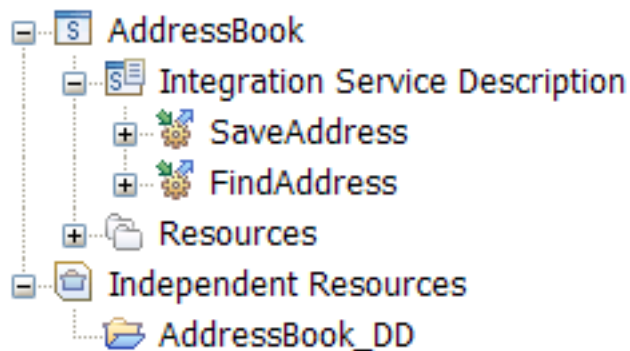 AddressBook
Integration Service Description
SaveAddress
FindAddress
Resources
Independent Resources
AddressBook_DD